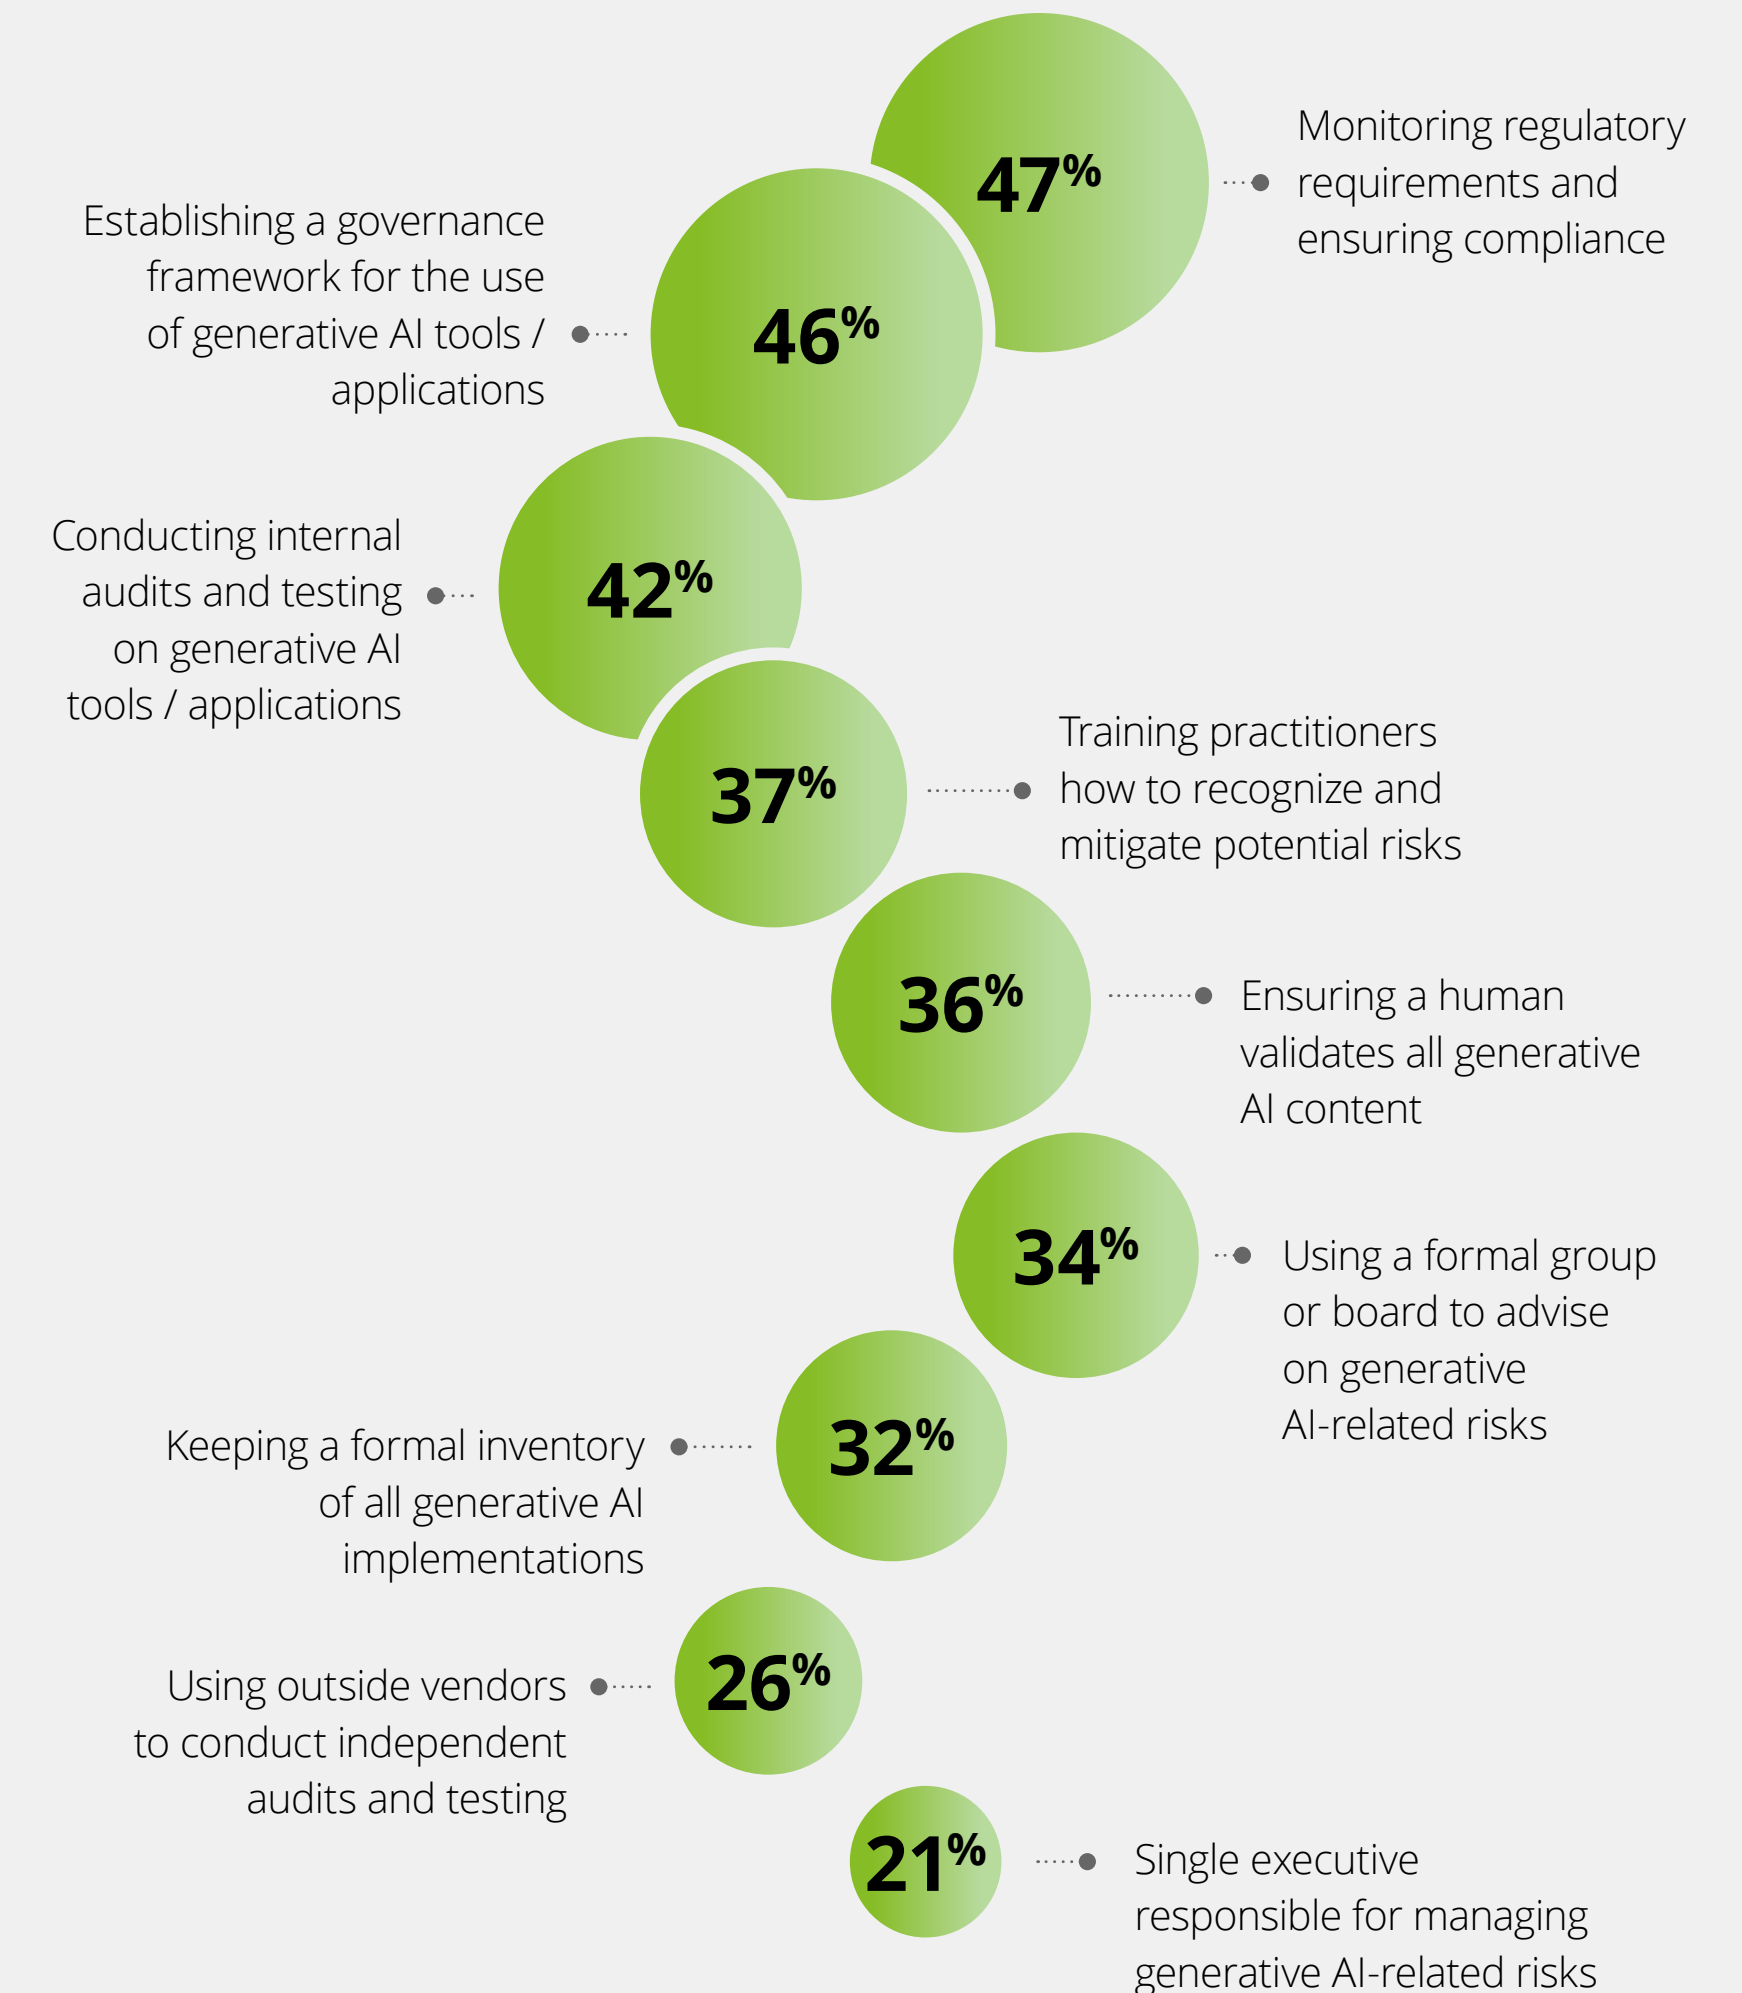 47%
Monitoring regulatory
requirements and
ensuring compliance
Establishing a governance
framework for the use
of generative AI tools /
applications
46%
Conducting internal
audits and testing
on generative AI
tools / applications
42%
37%
Training practitioners
how to recognize and
mitigate potential risks
36%
Ensuring a human
validates all generative
AI content
34%
Using a formal group
or board to advise
on generative
AI-related risks
Keeping a formal inventory
of all generative AI
implementations
32%
Using outside vendors
to conduct independent
audits and testing
26%
21%
Single executive
responsible for managing
generative AI-related risks